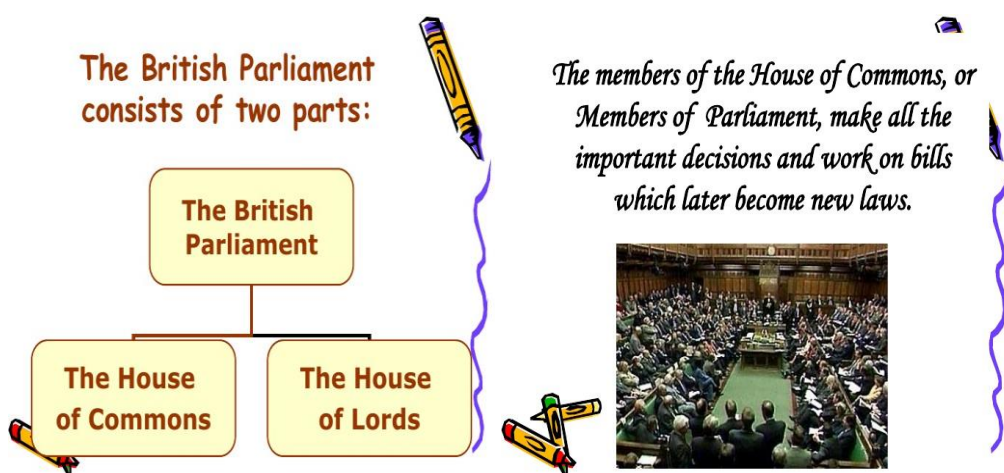 The British Parliament
consists of two parts:
The British
Parliament
The House
of Commons
The House
of Lords
The members of the House of Commons, or
Members of Parliament, make all the
important decisions and work on bills
which later become new laws.